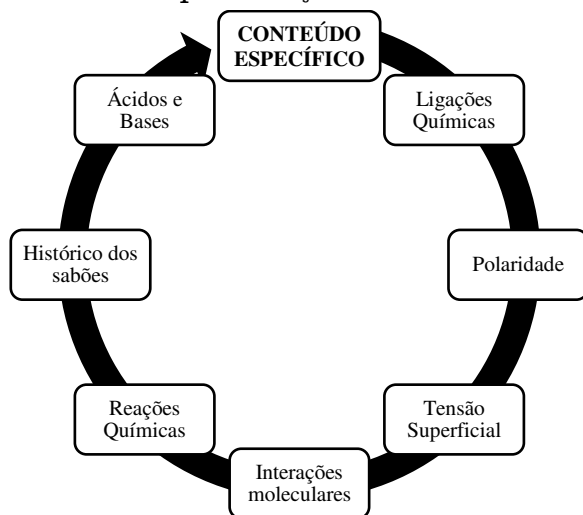 CONTEÚDO
ESPECÍFICO
Ligações
Químicas
Polaridade
Tensão
Superficial
Interações
moleculares
Reações
Químicas
Histórico dos
sabões
Ácidos e
Bases